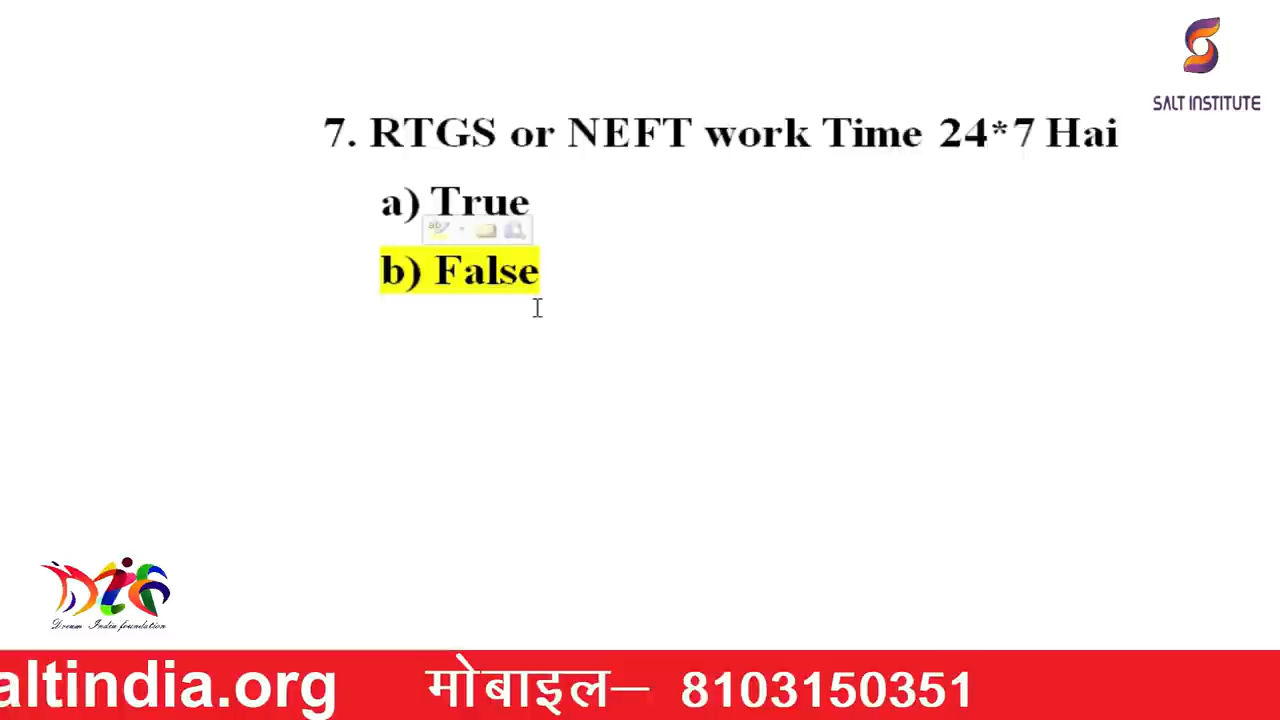 SALT INSTITUTE
7. RTGS or NEFT work Time 24*7 Hai
a) True
b) False
Dream India foundation
altindia.org मोबाइल– 8103150351